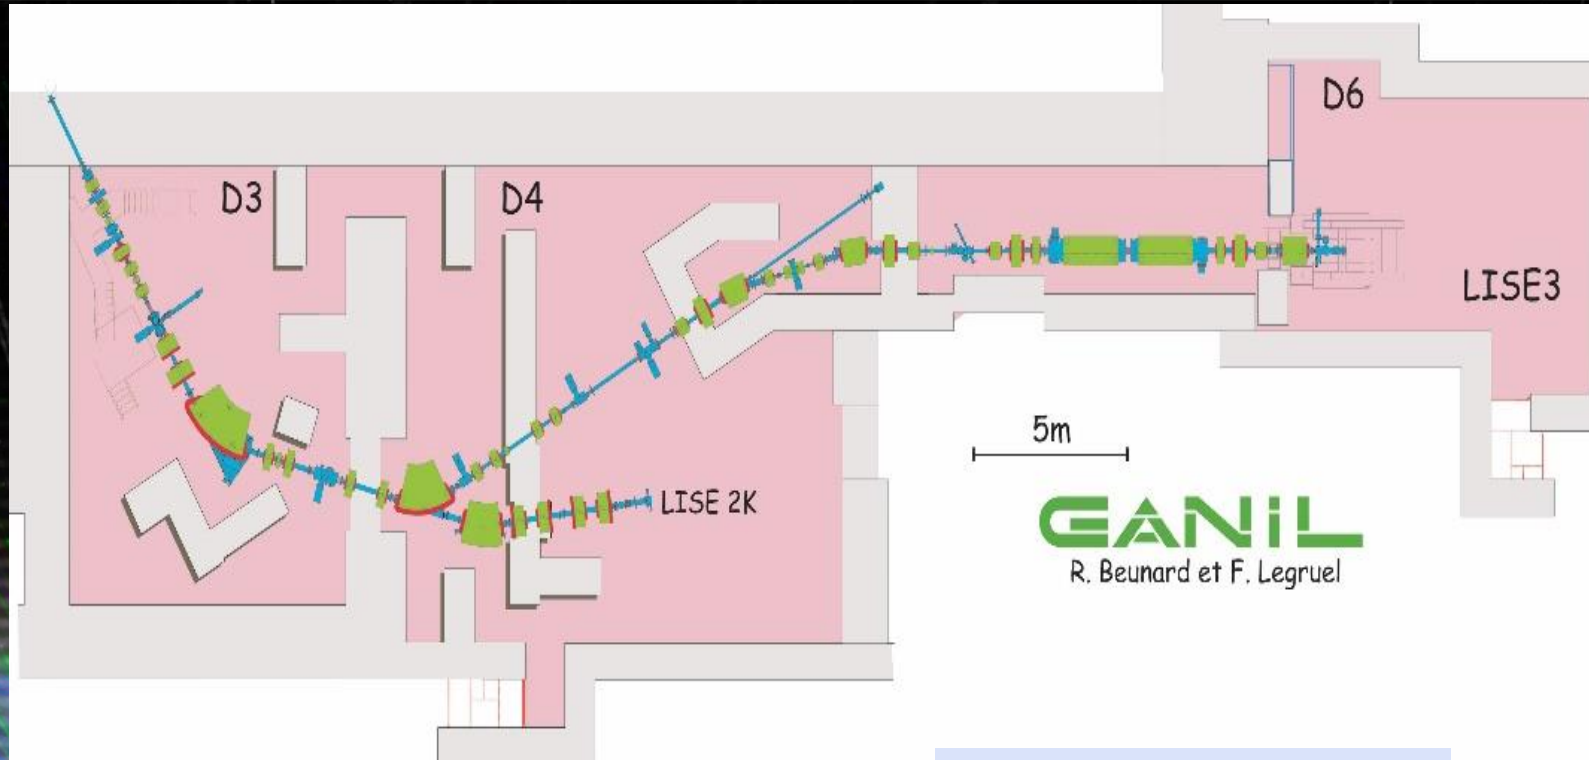 D3
D4
D6
LISE3
LISE 2K
5m
GANiL
R. Beunard et F. Legruel